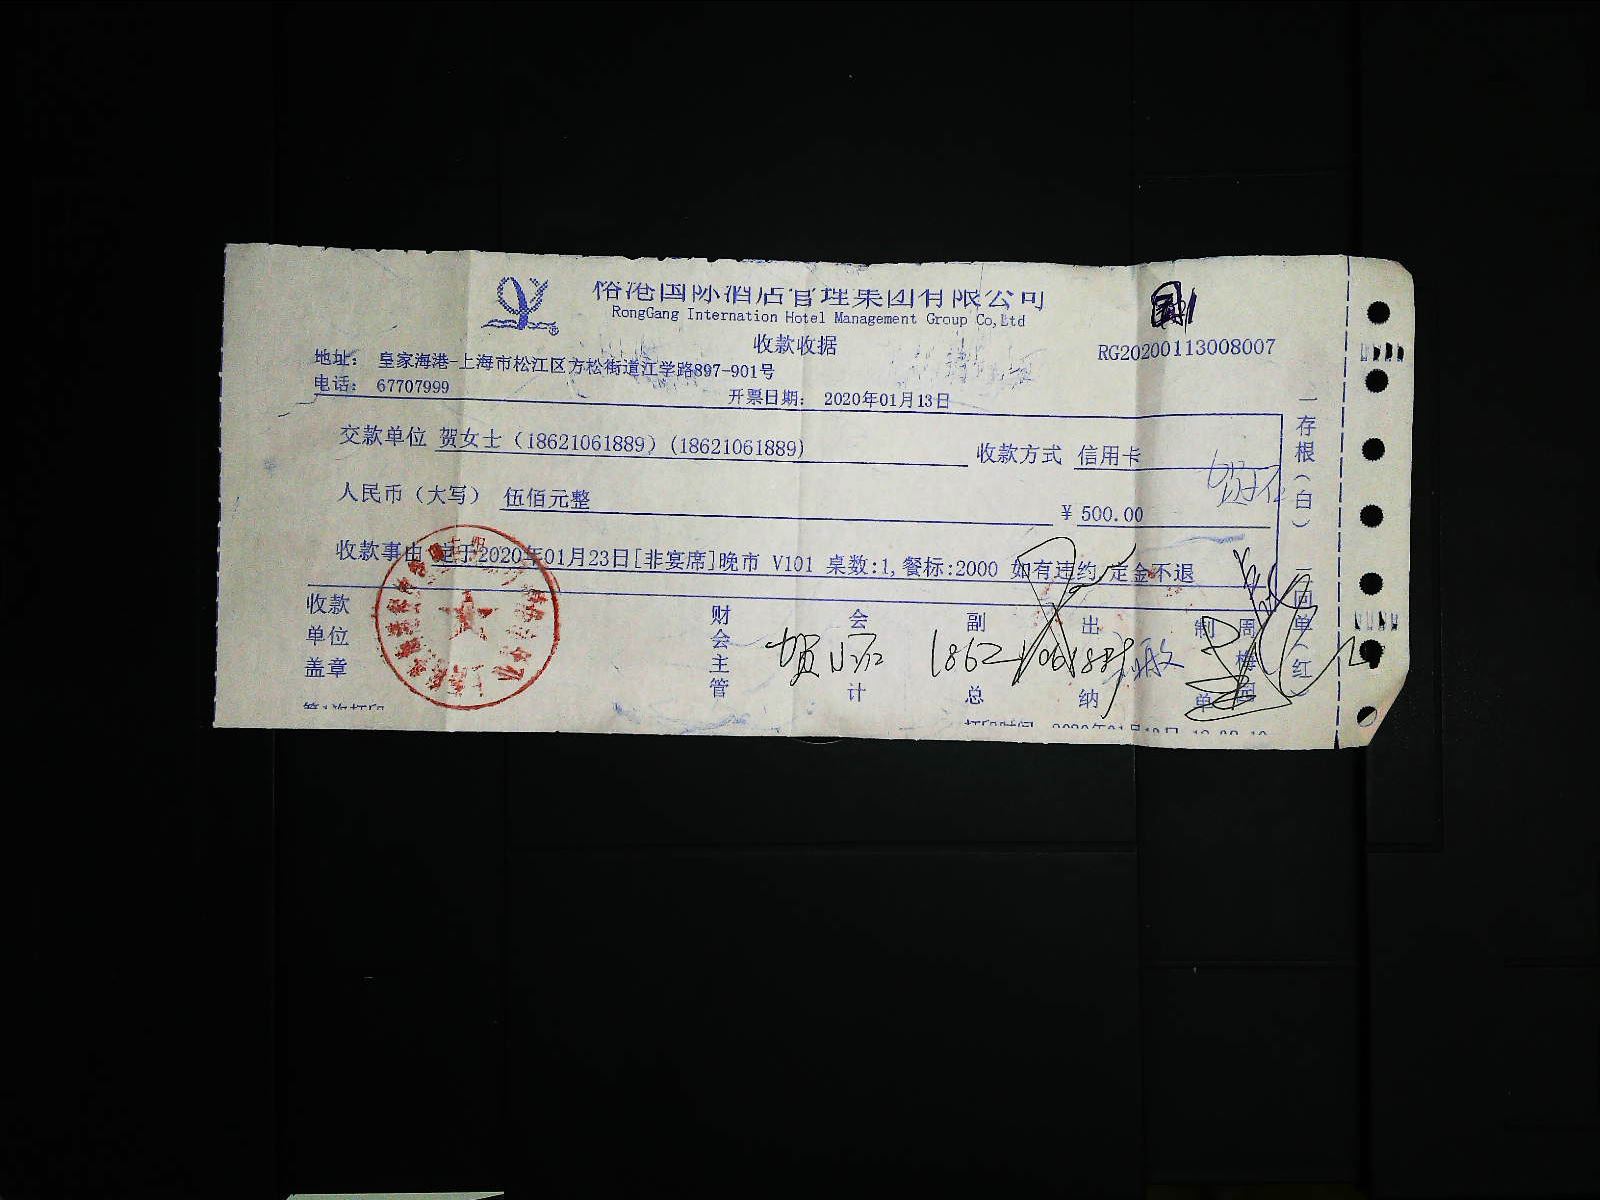 俗港国际酒店管理集团有限公司
RongGang Internation Hotel Management Group Co,Ltd
收款收据
RG20200113008007
地址： 皇家海港-上海市松江区方松街道江学路897-901号
电话： 67707999
开票日期： 2020年01月13日
交款单位 贺女士（18621061889）(18621061889)
收款方式 信用卡
人民币（大写） 伍佰元整
¥ 500.00
收款事由 定于2020年01月23日[非宴席]晚市 V101 桌数:1,餐标:2000 如有违约 定金不退
收款单位盖章
财会主管
会计
副总
出纳
制单
一存根（白）
二回单（红）